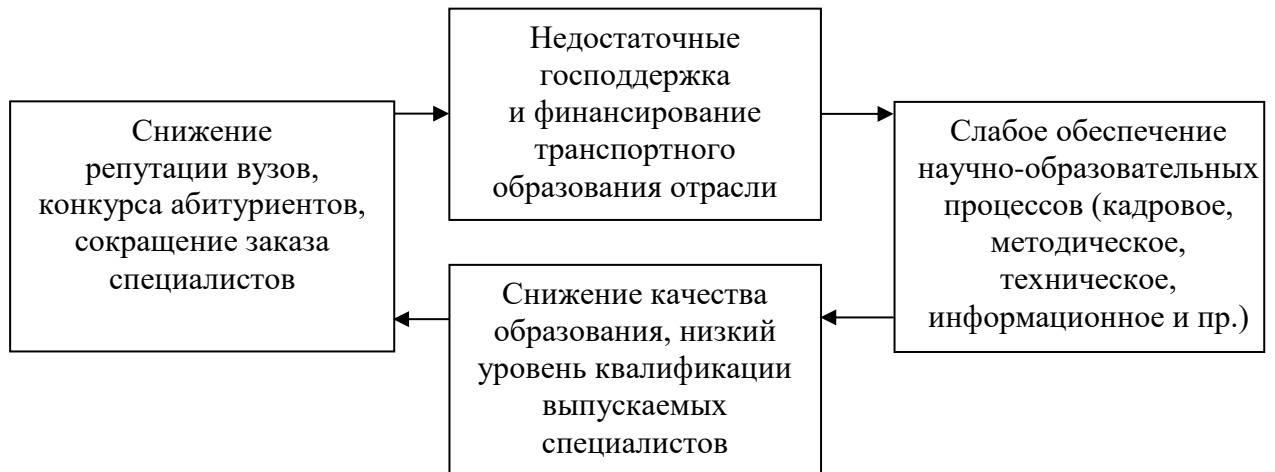 Недостаточные
господдержка
и финансирование
транспортного
образования отрасли
Снижение
репутации вузов,
конкурса абитуриентов,
сокращение заказа
специалистов
Слабое обеспечение
научно-образовательных
процессов (кадровое,
методическое,
техническое,
информационное и пр.)
Снижение качества
образования, низкий
уровень квалификации
выпускаемых
специалистов